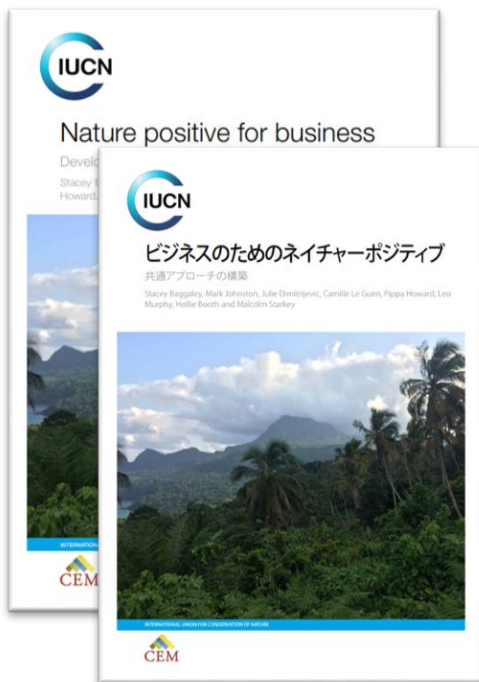 IUCN
Nature positive for business
Stacey
Howard,
INTERNATION
CEM
IUCN
ビジネスのためのネイチャーポジティブ
共通アプローチの構築
Stacey Baggaley, Mark Johnston, Julie Dimitrijevic, Camille Le Guen, Pippa Howard, Leo
Murphy, Hollie Booth and Malcolm Starkey
INTERNATIONAL UNION FOR CONSERVATION OF NATURE
CEM